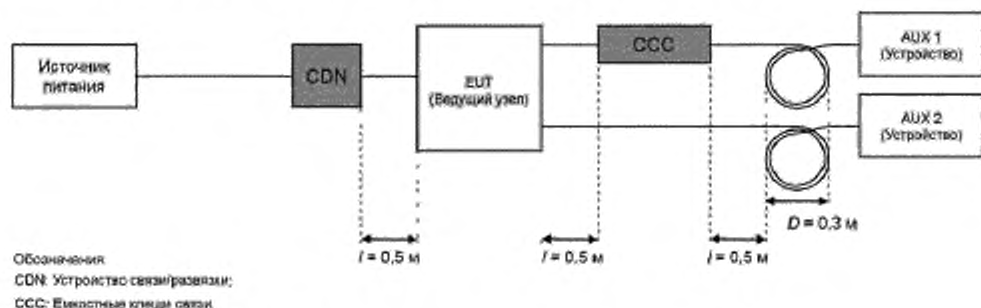 Источник
питания
CDN
EUT
(Ведущий узел)
CCC
AUX 1
(Устройство)
AUX 2
(Устройство)
D = 0,3 м
l = 0,5 м
l = 0,5 м
l = 0,5 м
Обозначения
CDN: Устройство связи/развязки;
CCC: Емкостные клещи связи